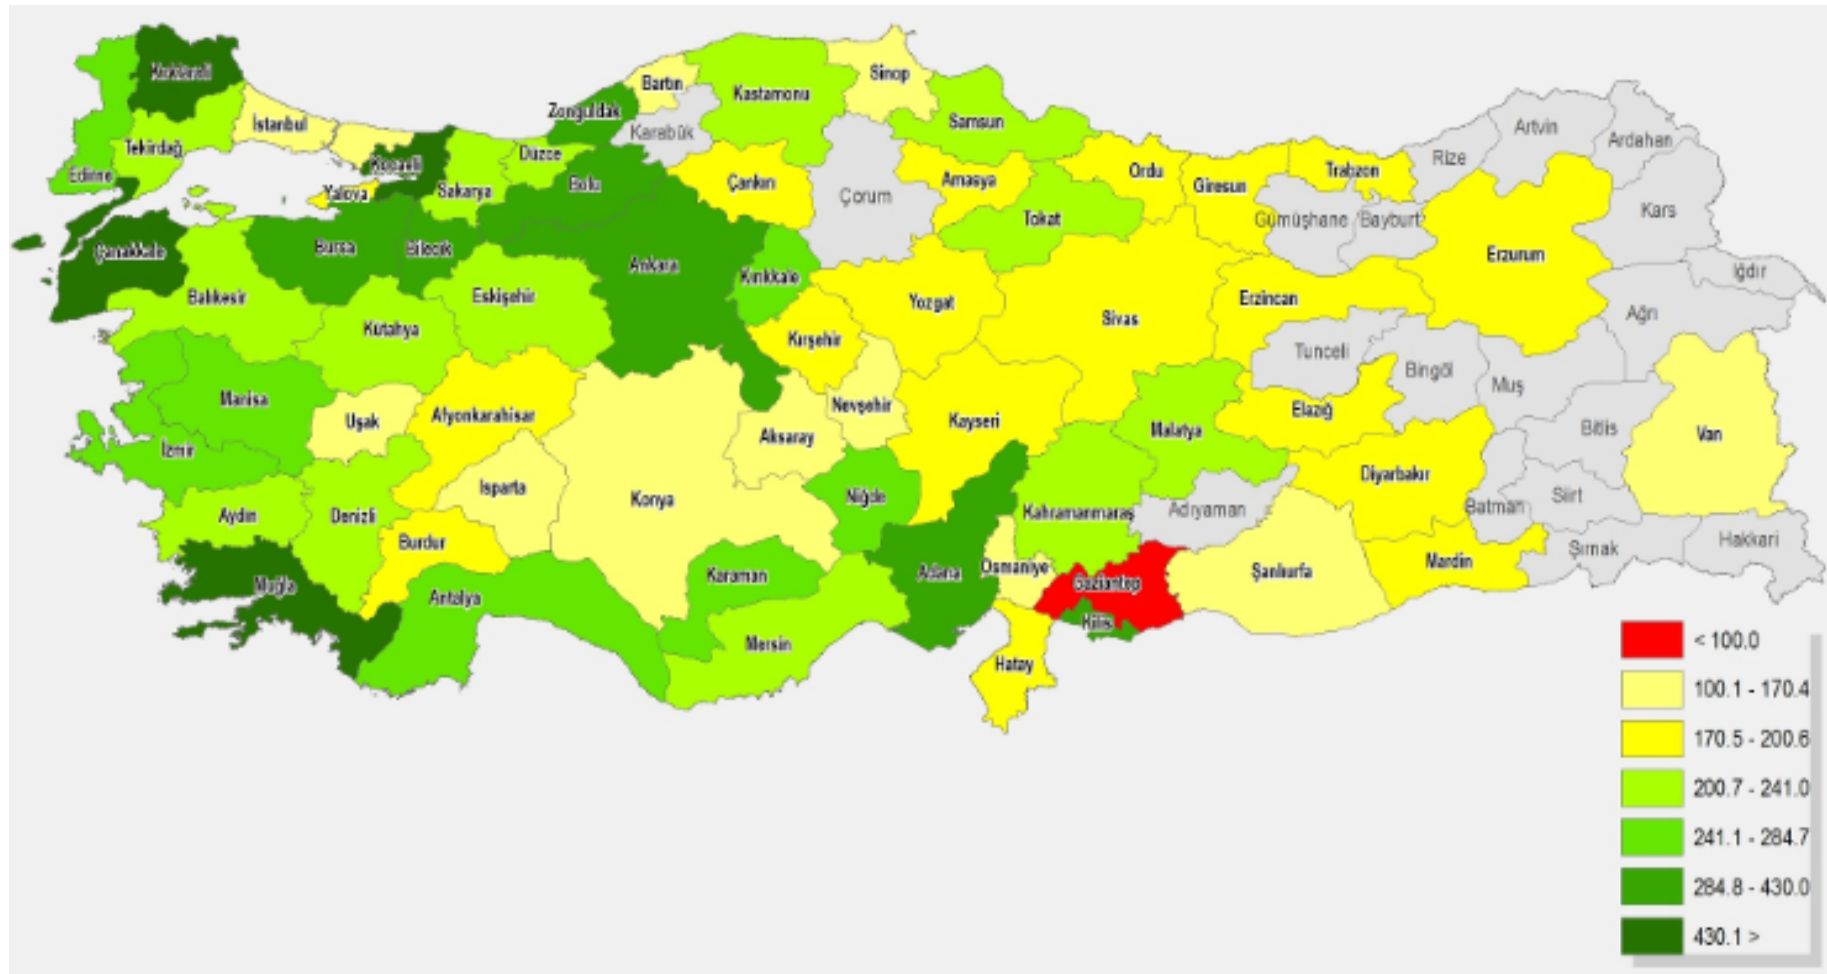 Kırklareli
Edirne
Tekirdağ
İstanbul
Kocaeli
Yalova
Sakarya
Düzce
Zonguldak
Bolu
Bartın
Karabük
Kastamonu
Sinop
Çankırı
Çorum
Samsun
Amasya
Tokat
Ordu
Giresun
Trabzon
Gümüşhane
Bayburt
Rize
Artvin
Ardahan
Kars
Iğdır
Erzurum
Ağrı
Çanakkale
Balıkesir
Bursa
Bilecik
Eskişehir
Kütahya
Ankara
Kırıkkale
Kırşehir
Yozgat
Sivas
Erzincan
Tunceli
Bingöl
Muş
Bitlis
Van
Manisa
İzmir
Uşak
Afyonkarahisar
Isparta
Konya
Aksaray
Nevşehir
Kayseri
Malatya
Elazığ
Diyarbakır
Batman
Siirt
Şırnak
Hakkari
Aydın
Denizli
Burdur
Muğla
Antalya
Karaman
Niğde
Mersin
Adana
Osmaniye
Kahramanmaraş
Adıyaman
Gaziantep
Kilis
Hatay
Şanlıurfa
Mardin
< 100.0
100.1 - 170.4
170.5 - 200.6
200.7 - 241.0
241.1 - 284.7
284.8 - 430.0
430.1 >